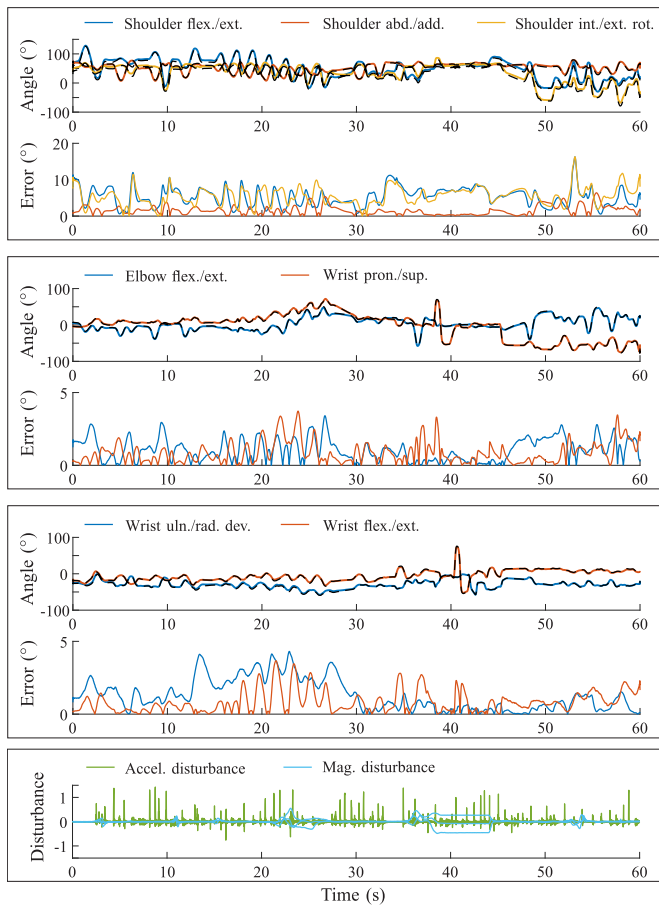 Shoulder flex./ext. Shoulder abd./add. Shoulder int./ext. rot.
Angle (°)
100
0
-100
0 10 20 30 40 50 60
Error (°)
20
10
0
0 10 20 30 40 50 60
Elbow flex./ext. Wrist pron./sup.
Angle (°)
100
0
-100
0 10 20 30 40 50 60
Error (°)
5
0
0 10 20 30 40 50 60
Wrist uln./rad. dev. Wrist flex./ext.
Angle (°)
100
0
-100
0 10 20 30 40 50 60
Error (°)
5
0
0 10 20 30 40 50 60
Accel. disturbance Mag. disturbance
Disturbance
1
0
-1
0 10 20 30 40 50 60
Time (s)